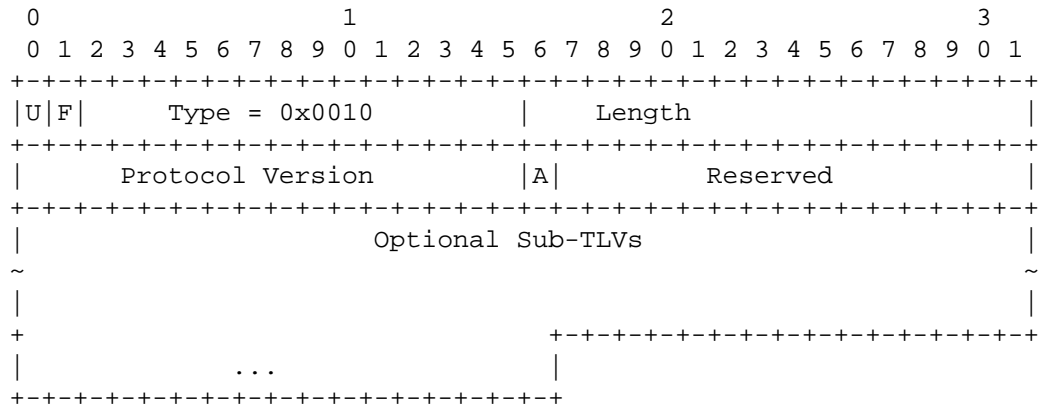 0                   1                   2                   3
 0 1 2 3 4 5 6 7 8 9 0 1 2 3 4 5 6 7 8 9 0 1 2 3 4 5 6 7 8 9 0 1
+-+-+-+-+-+-+-+-+-+-+-+-+-+-+-+-+-+-+-+-+-+-+-+-+-+-+-+-+-+-+-+-+
|U|F|     Type = 0x0010         |    Length                     |
+-+-+-+-+-+-+-+-+-+-+-+-+-+-+-+-+-+-+-+-+-+-+-+-+-+-+-+-+-+-+-+-+
|      Protocol Version         |A|         Reserved            |
+-+-+-+-+-+-+-+-+-+-+-+-+-+-+-+-+-+-+-+-+-+-+-+-+-+-+-+-+-+-+-+-+
|                      Optional Sub-TLVs                        |
~                                                               ~
|                                                               |
+                                 +-+-+-+-+-+-+-+-+-+-+-+-+-+-+-+
|             ...                 |
+-+-+-+-+-+-+-+-+-+-+-+-+-+-+-+-+-+